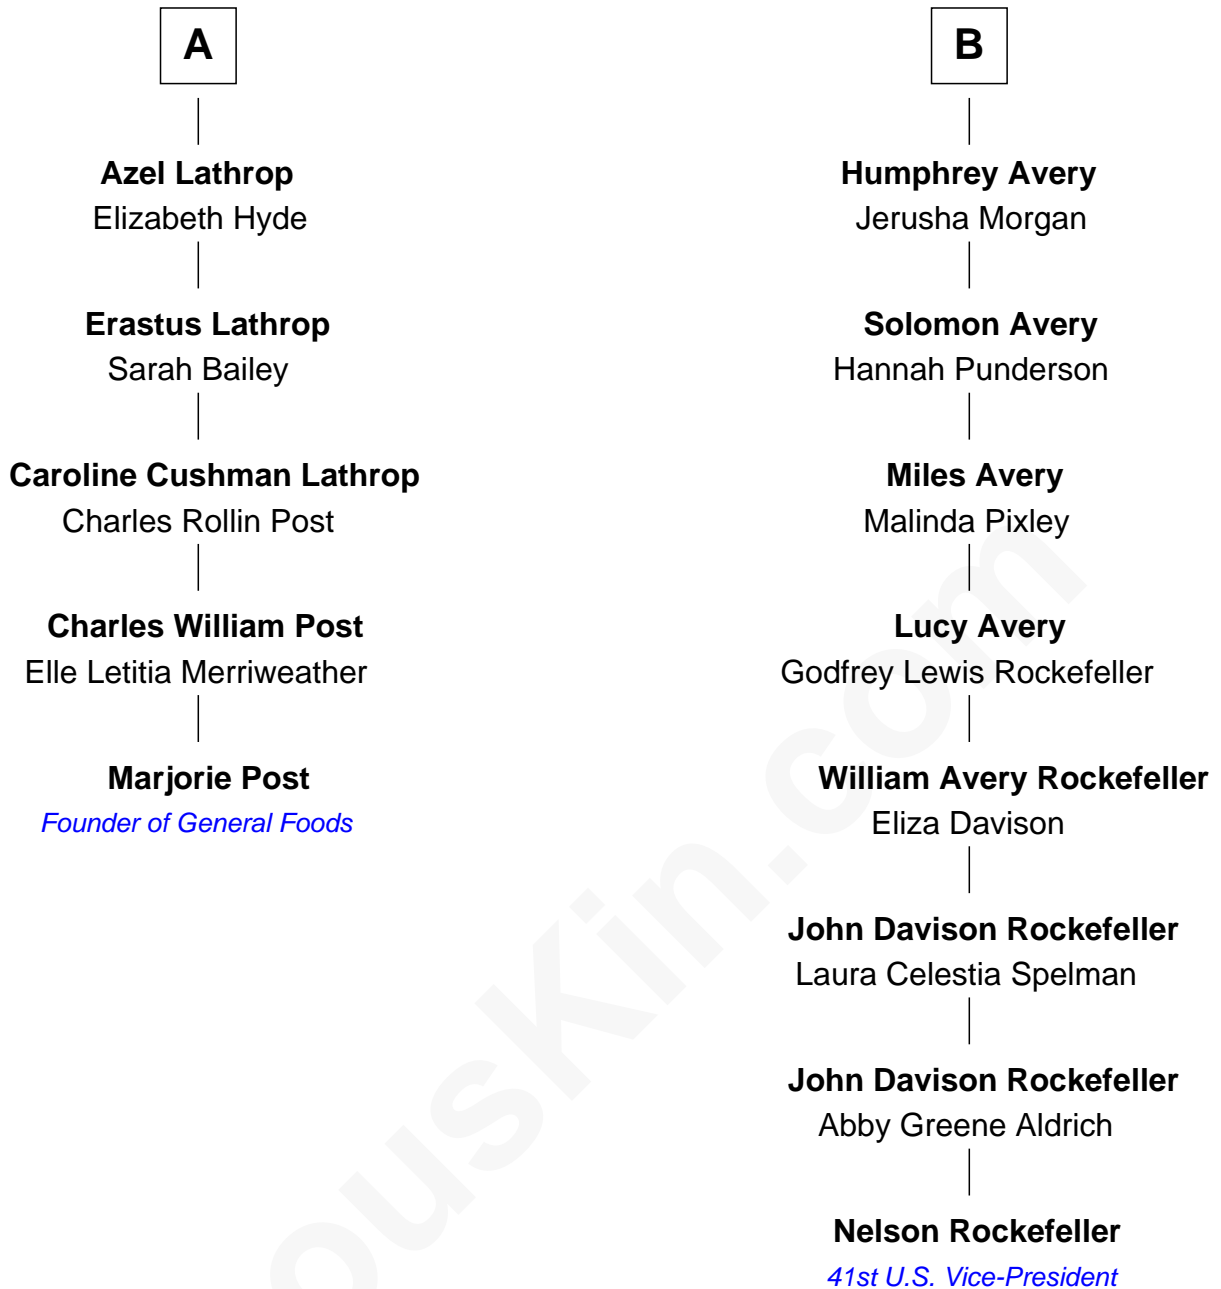 A
Azel Lathrop
Elizabeth Hyde
Erastus Lathrop
Sarah Bailey
Caroline Cushman Lathrop
Charles Rollin Post
Charles William Post
Elle Letitia Merriweather
Marjorie Post
Founder of General Foods
B
Humphrey Avery
Jerusha Morgan
Solomon Avery
Hannah Punderson
Miles Avery
Malinda Pixley
Lucy Avery
Godfrey Lewis Rockefeller
William Avery Rockefeller
Eliza Davison
John Davison Rockefeller
Laura Celestia Spelman
John Davison Rockefeller
Abby Greene Aldrich
Nelson Rockefeller
41st U.S. Vice-President
ousKin.com